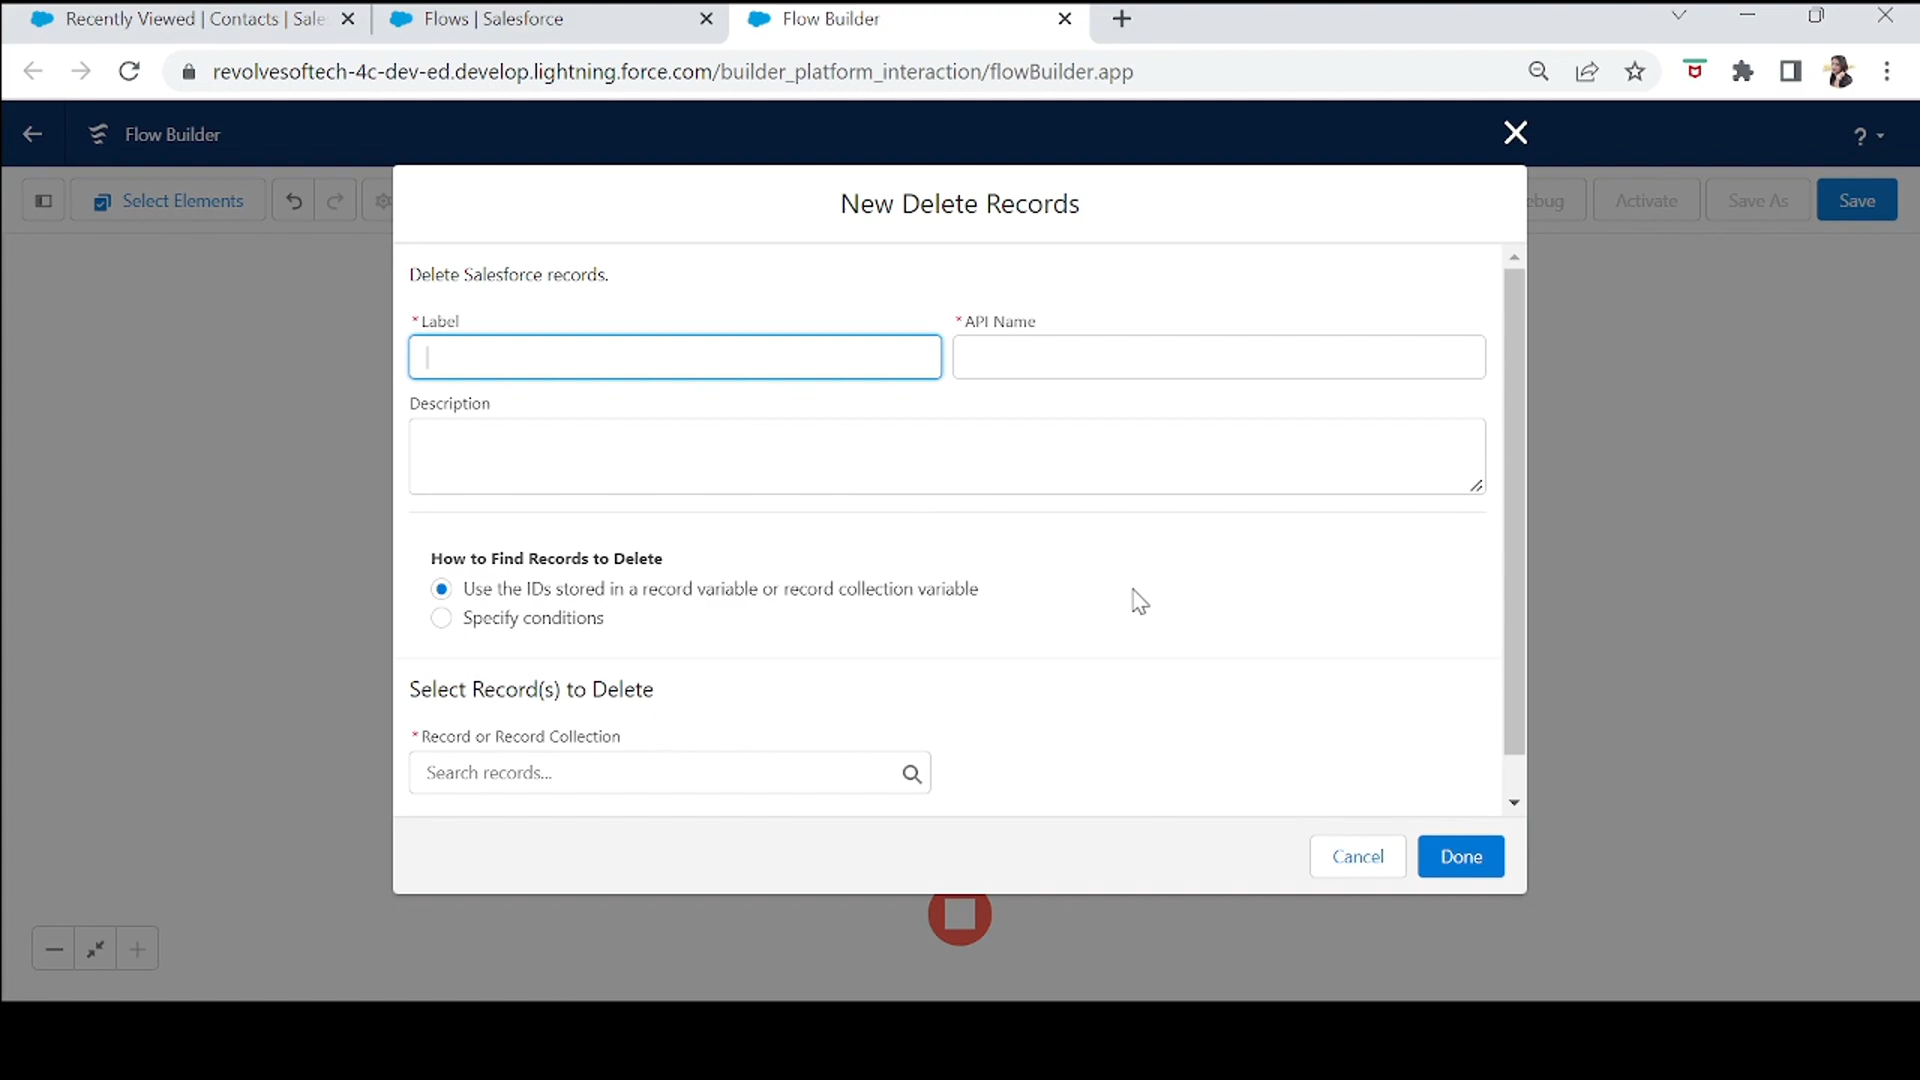 Recently Viewed | Contacts | Sale
Flows | Salesforce
Flow Builder
revolvesoftech-4c-dev-ed.develop.lightning.force.com/builder_platform_interaction/flowBuilder.app
Flow Builder
?
Select Elements
ebug
Activate
Save As
Save
New Delete Records
Delete Salesforce records.
*Label
*API Name
Description
How to Find Records to Delete
Use the IDs stored in a record variable or record collection variable
Specify conditions
Select Record(s) to Delete
*Record or Record Collection
Search records...
Cancel
Done